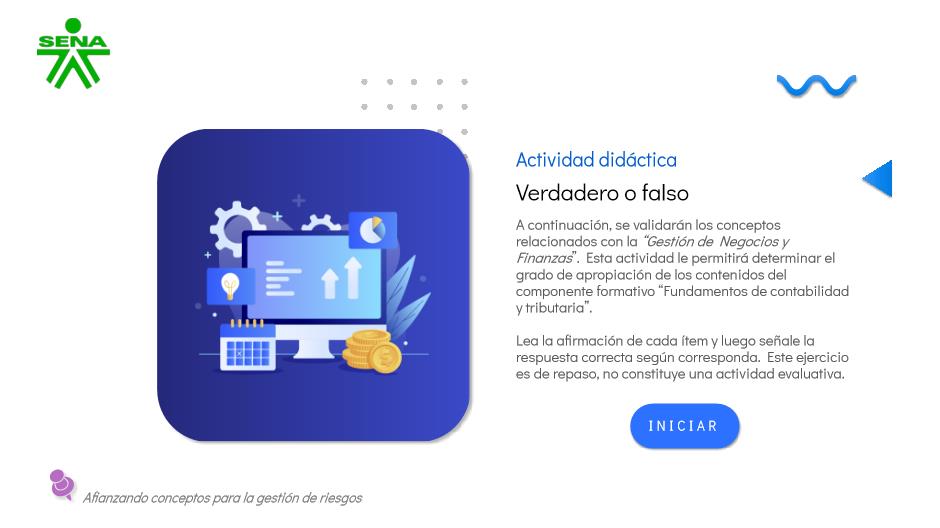 SENA
Actividad didáctica
Verdadero o falso
A continuación, se validarán los conceptos
relacionados con la “Gestión de Negocios y
Finanzas”. Esta actividad le permitirá determinar el
grado de apropiación de los contenidos del
componente formativo “Fundamentos de contabilidad
y tributaria”.
Lea la afirmación de cada ítem y luego señale la
respuesta correcta según corresponda. Este ejercicio
es de repaso, no constituye una actividad evaluativa.
INICIAR
Afianzando conceptos para la gestión de riesgos